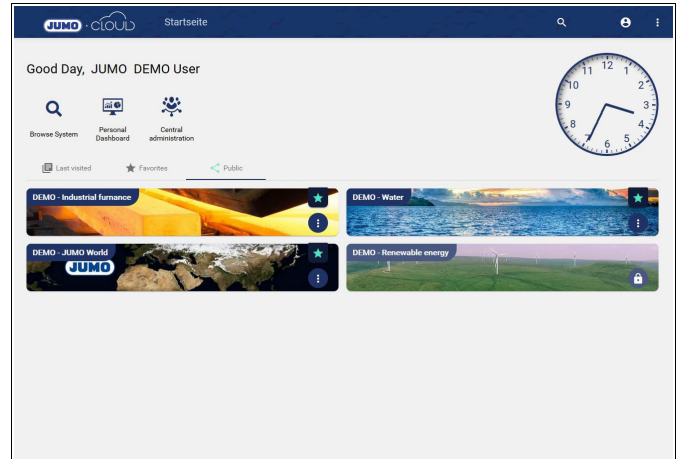 JUMO · CLOUD Startseite
Good Day, JUMO DEMO User
Browse System
Personal
Dashboard
Central
administration
Last visited
Favorites
Public
DEMO - Industrial furnance
DEMO - Water
DEMO - JUMO World
JUMO
DEMO - Renewable energy
12
1
2
3
4
5
6
7
8
9
10
11